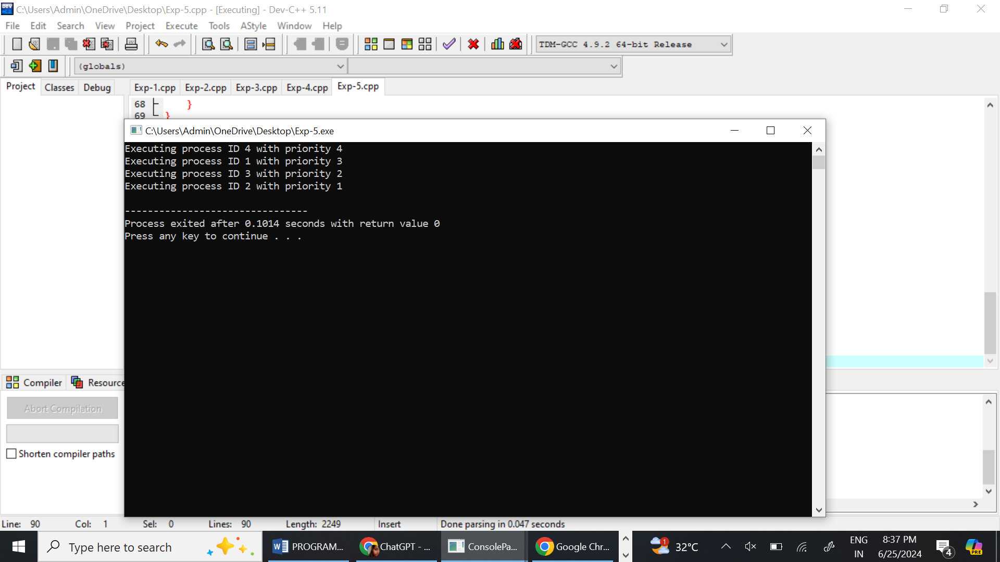 C:\Users\Admin\OneDrive\Desktop\Exp-5.cpp - [Executing] - Dev-C++ 5.11
File Edit Search View Project Execute Tools AStyle Window Help
TDM-GCC 4.9.2 64-bit Release
(globals)
Project Classes Debug Exp-1.cpp Exp-2.cpp Exp-3.cpp Exp-4.cpp Exp-5.cpp
68 }
69 }
C:\Users\Admin\OneDrive\Desktop\Exp-5.exe
Executing process ID 4 with priority 4
Executing process ID 1 with priority 3
Executing process ID 3 with priority 2
Executing process ID 2 with priority 1
--------------------------------
Process exited after 0.1014 seconds with return value 0
Press any key to continue . . .
Compiler Resource
Abort Compilation
Shorten compiler paths
Line: 90 Col: 1 Sel: 0 Lines: 90 Length: 2249 Insert Done parsing in 0.047 seconds
Type here to search PROGRAM... ChatGPT - ... ConsolePa... Google Chr... 1 32°C ENG 8:37 PM 4 PRE
IN 6/25/2024